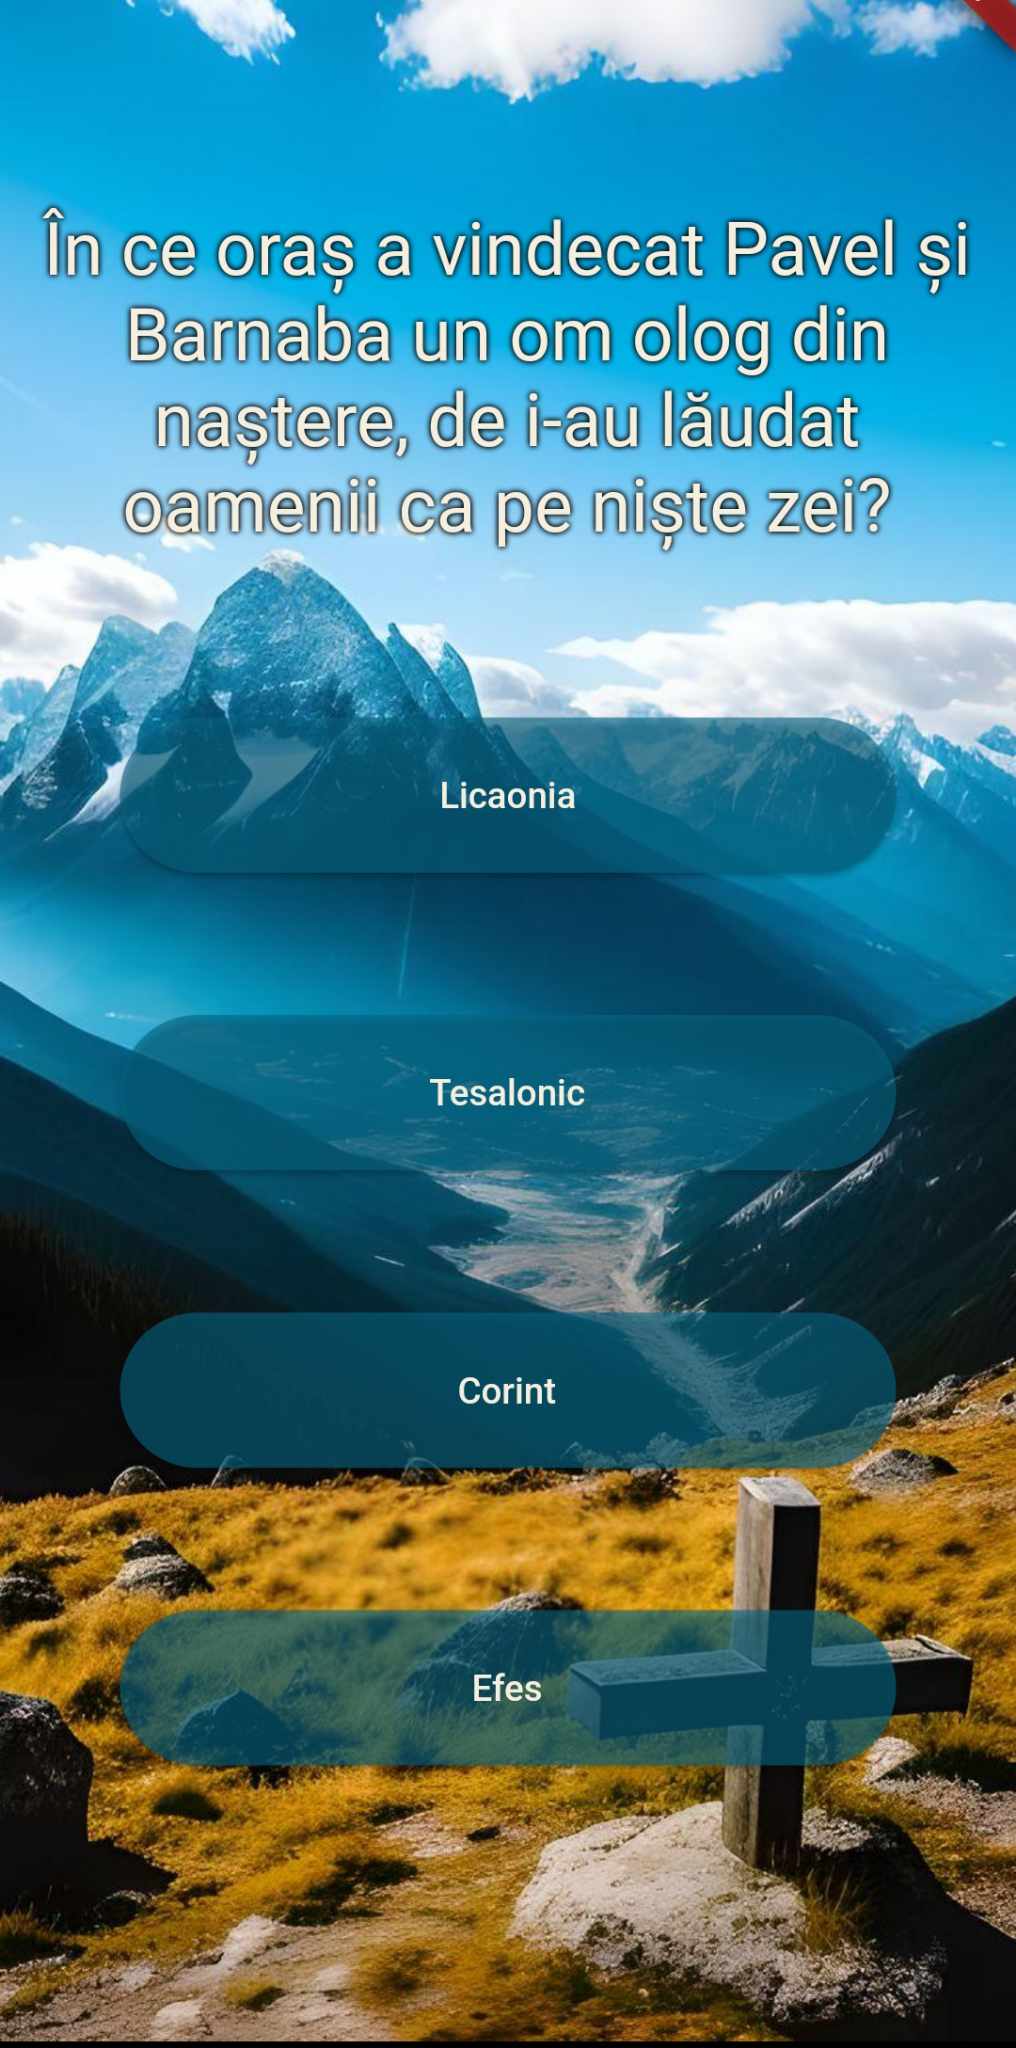 În ce oraș a vindecat Pavel și
Barnaba un om olog din
naștere, de i-au lăudat
oamenii ca pe niște zei?
Licaonia
Tesalonic
Corint
Efes